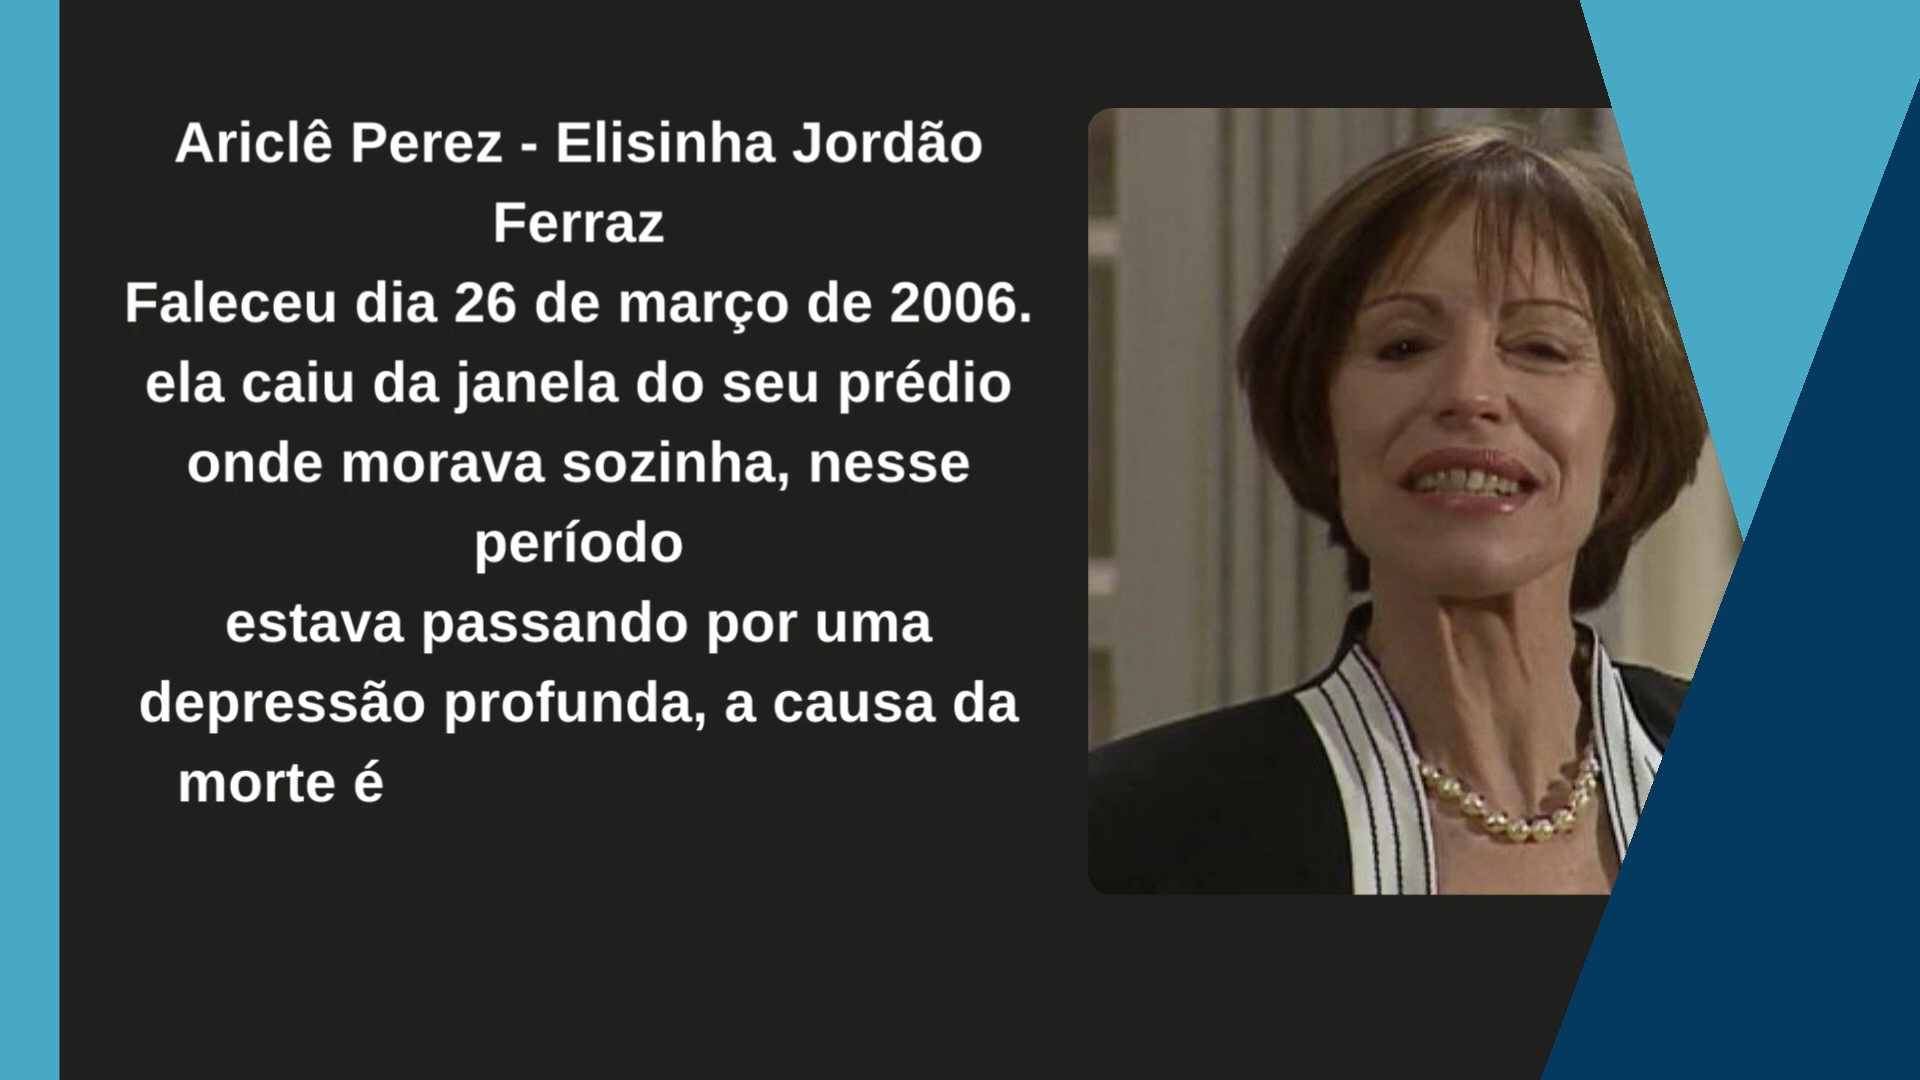 Ariclê Perez - Elisinha Jordão
Ferraz
Faleceu dia 26 de março de 2006.
ela caiu da janela do seu prédio
onde morava sozinha, nesse
período
estava passando por uma
depressão profunda, a causa da
morte é